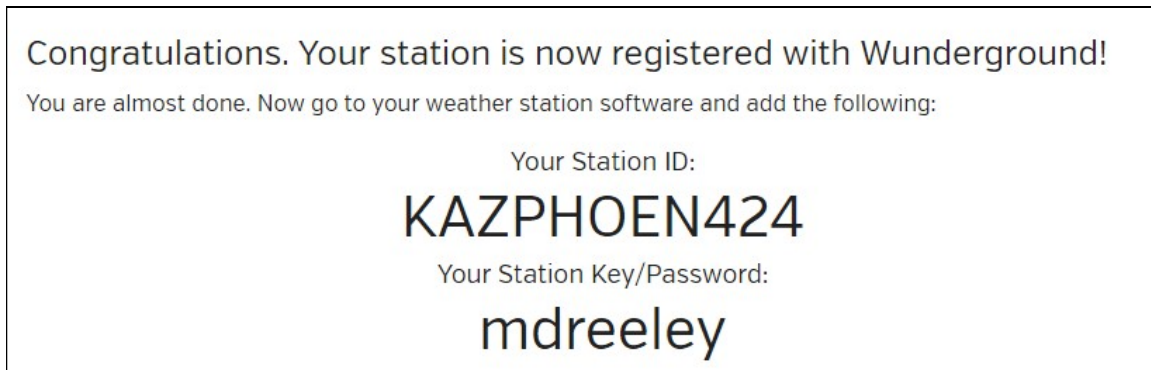 Congratulations. Your station is now registered with Wunderground!
You are almost done. Now go to your weather station software and add the following:
Your Station ID:
KAZPHOEN424
Your Station Key/Password:
mdreeley